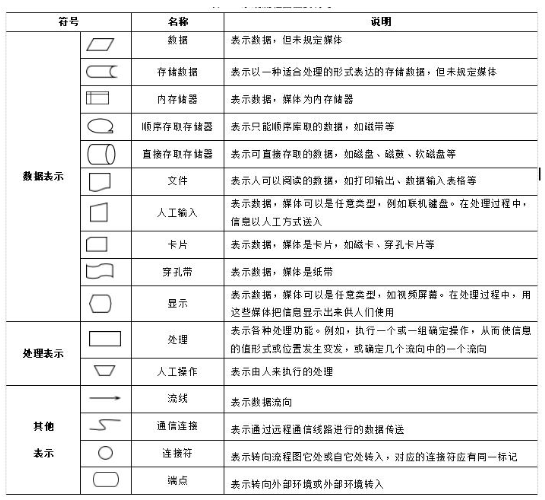 符号 名称 说明
数据表示
数据 表示数据，但未规定媒体
存储数据 表示以一种适合处理的形式表达的存储数据，但未规定媒体
内存储器 表示数据，媒体为内存储器
顺序存取存储器 表示只能顺序库取的数据，如磁带等
直接存取存储器 表示可直接存取的数据，如磁盘、磁鼓、软磁盘等
文件 表示人可以阅读的数据，如打印输出、数据输入表格等
人工输入 表示数据，媒体可以是任意类型，例如联机键盘。在处理过程中，
信息以人工方式送入
卡片 表示数据，媒体是卡片，如磁卡、穿孔卡片等
穿孔带 表示数据，媒体是纸带
显示 表示数据，媒体可以是任意类型，如视频屏幕。在处理过程中，用
这些媒体把信息显示出来供人们使用
处理表示
处理 表示各种处理功能。例如，执行一个或一组确定操作，从而使信息
的值形式或位置发生变发，或确定几个流向中的一个流向
人工操作 表示由人来执行的处理
其他
表示
流线 表示数据流向
通信连接 表示通过远程通信线路进行的数据传送
连接符 表示转向流程图它处或自它处转入，对应的连接符应有同一标记
端点 表示转向外部环境或外部环境转入